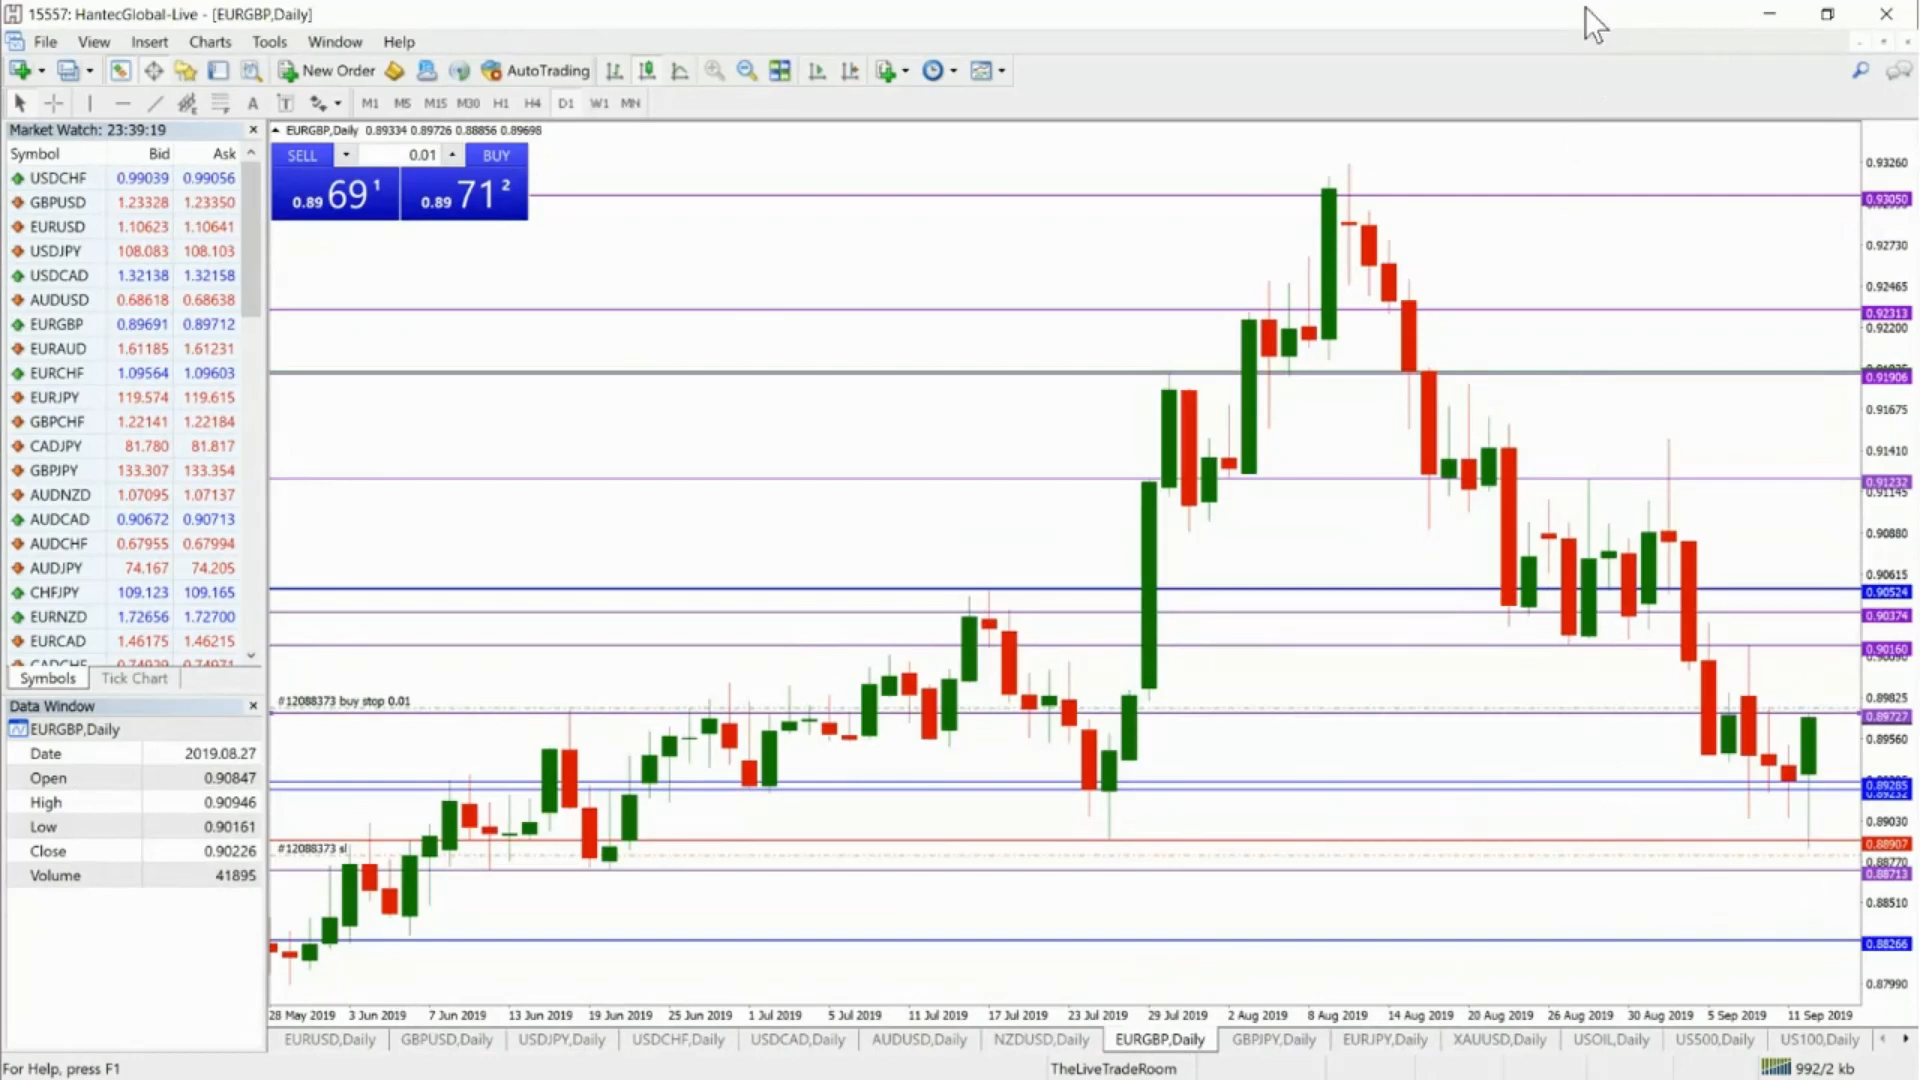 15557: HantecGlobal-Live - [EURGBP,Daily]
File View Insert Charts Tools Window Help
New Order AutoTrading
A T M1 M5 M15 M30 H1 H4 D1 W1 MN
Market Watch: 23:39:19
Symbol Bid Ask
USDCHF 0.99039 0.99056
GBPUSD 1.23328 1.23350
EURUSD 1.10623 1.10641
USDJPY 108.083 108.103
USDCAD 1.32138 1.32158
AUDUSD 0.68618 0.68638
EURGBP 0.89691 0.89712
EURAUD 1.61185 1.61231
EURCHF 1.09564 1.09603
EURJPY 119.574 119.615
GBPCHF 1.22141 1.22184
CADJPY 81.780 81.817
GBPJPY 133.307 133.354
AUDNZD 1.07095 1.07137
AUDCAD 0.90672 0.90713
AUDCHF 0.67955 0.67994
AUDJPY 74.167 74.205
CHFJPY 109.123 109.165
EURNZD 1.72656 1.72700
EURCAD 1.46175 1.46215
CADCHF 0.74929 0.74971
Symbols Tick Chart
Data Window
EURGBP,Daily
Date 2019.08.27
Open 0.90847
High 0.90946
Low 0.90161
Close 0.90226
Volume 41895
EURGBP,Daily 0.89334 0.89726 0.88856 0.89698
SELL 0.01 BUY
0.89 69 1 0.89 71 2
#12088373 buy stop 0.01
#12088373 sl
0.93260
0.93050
0.92730
0.92465
0.92313
0.92200
0.91906
0.91675
0.91410
0.91232
0.91145
0.90880
0.90615
0.90524
0.90374
0.90160
0.89825
0.89727
0.89560
0.89285
0.89232
0.89030
0.88907
0.88770
0.88713
0.88510
0.88266
0.87990
28 May 2019 3 Jun 2019 7 Jun 2019 13 Jun 2019 19 Jun 2019 25 Jun 2019 1 Jul 2019 5 Jul 2019 11 Jul 2019 17 Jul 2019 23 Jul 2019 29 Jul 2019 2 Aug 2019 8 Aug 2019 14 Aug 2019 20 Aug 2019 26 Aug 2019 30 Aug 2019 5 Sep 2019 11 Sep 2019
EURUSD,Daily GBPUSD,Daily USDJPY,Daily USDCHF,Daily USDCAD,Daily AUDUSD,Daily NZDUSD,Daily EURGBP,Daily GBPJPY,Daily EURJPY,Daily XAUUSD,Daily USOIL,Daily US500,Daily US100,Daily
For Help, press F1 TheLiveTradeRoom 992/2 kb